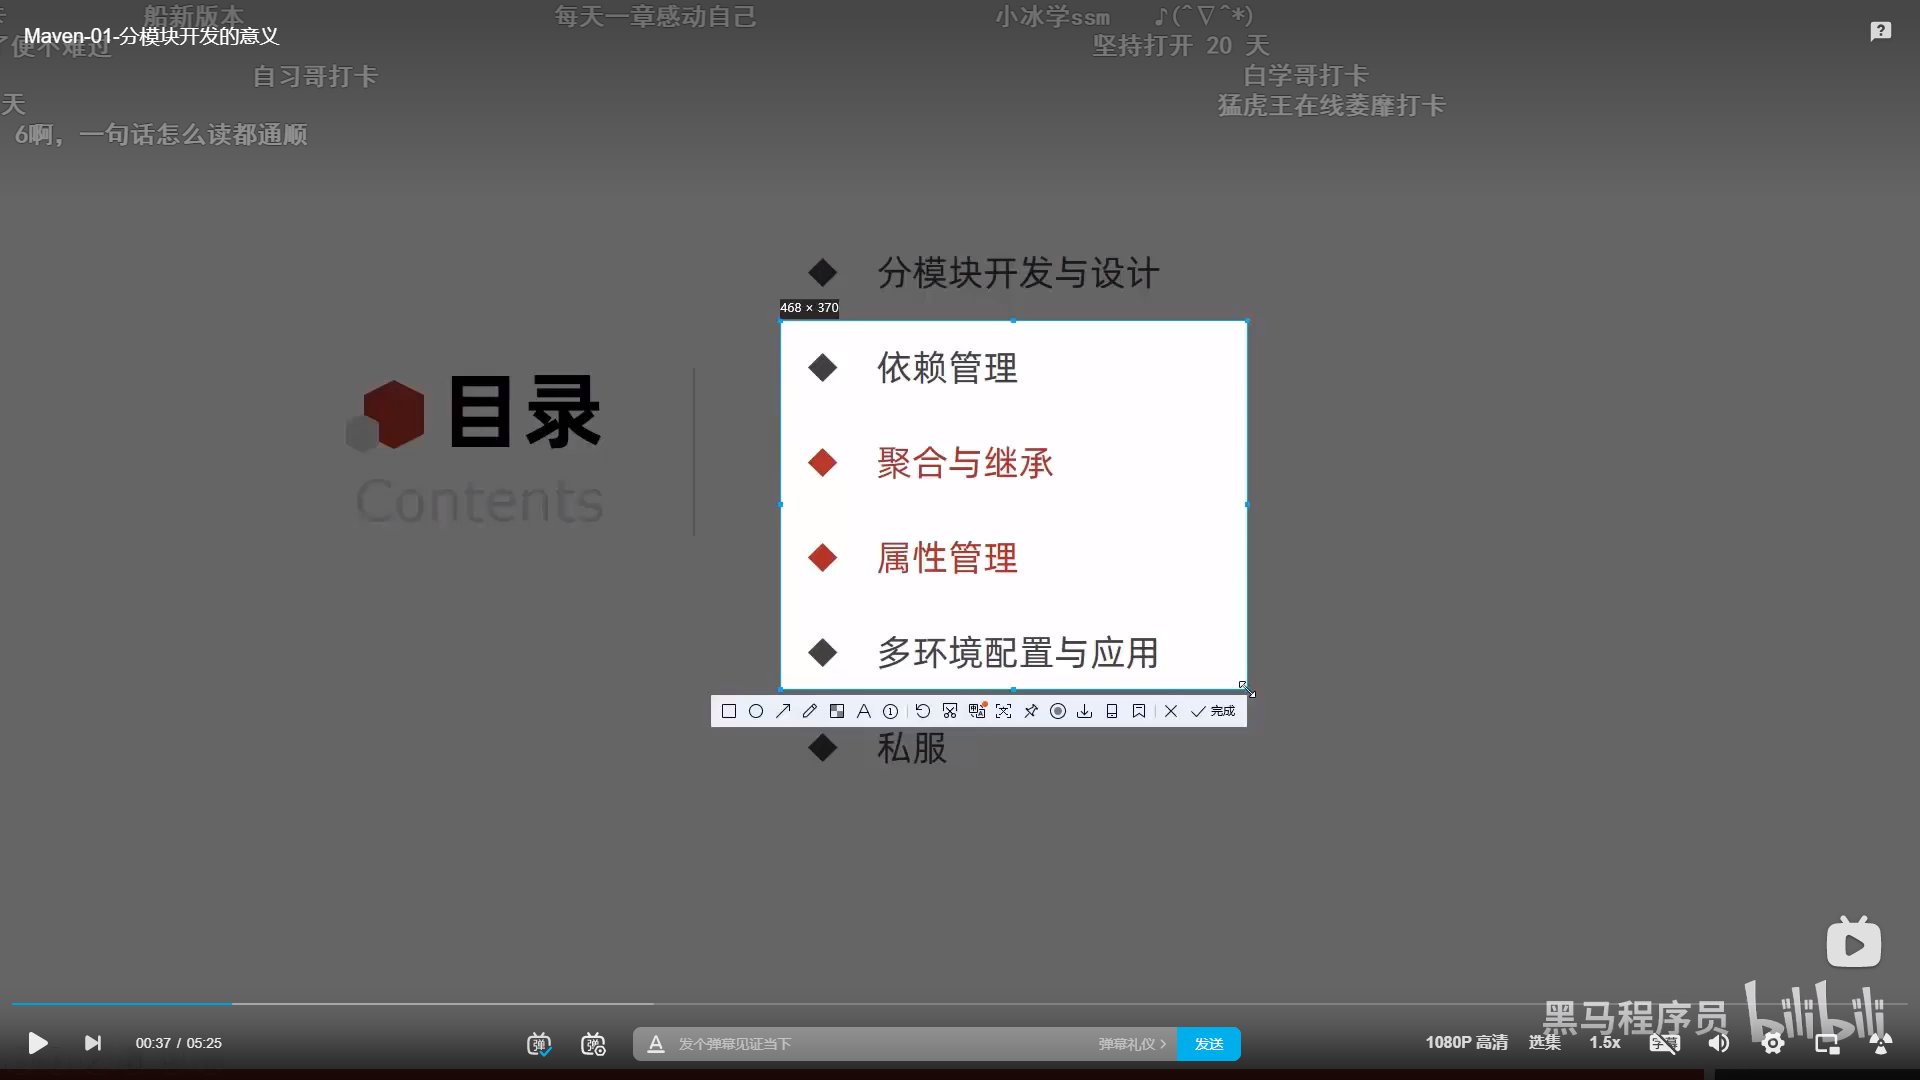 船新版本
每天一章感动自己
小冰学ssm ♪(^∇^*)
Maven-01-分模块开发的意义
便不难过
坚持打开 20 天
自习哥打卡
白学哥打卡
天
猛虎王在线萎靡打卡
6啊，一句话怎么读都通顺
分模块开发与设计
468 × 370
依赖管理
目录
聚合与继承
Contents
属性管理
多环境配置与应用
完成
私服
黑马程序员
bilibili
00:37 / 05:25
弹
弹
发个弹幕见证当下
弹幕礼仪 >
发送
1080P 高清
选集
1.5x
字幕